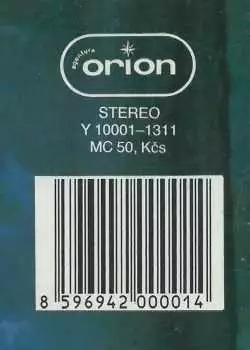 agentura
orion
STEREO
Y 10001–1311
MC 50, Kčs
8 596942 000014